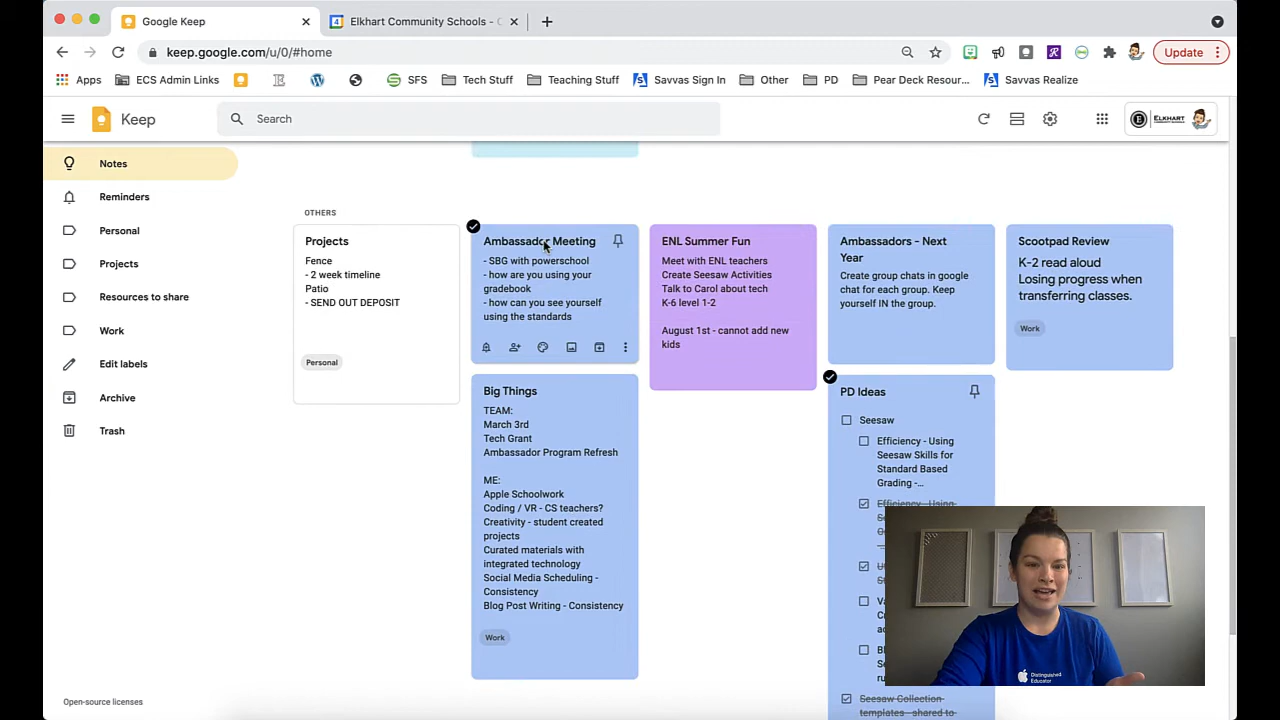 Google Keep
Elkhart Community Schools - C
keep.google.com/u/0/#home
Update
Apps
ECS Admin Links
SFS
Tech Stuff
Teaching Stuff
Savvas Sign In
Other
PD
Pear Deck Resour...
Savvas Realize
Keep
Search
ELKHART
Notes
Reminders
Personal
Projects
Resources to share
Work
Edit labels
Archive
Trash
Open-source licenses
OTHERS
Projects
Fence
- 2 week timeline
Patio
- SEND OUT DEPOSIT
Personal
Ambassador Meeting
- SBG with powerschool
- how are you using your
gradebook
- how can you see yourself
using the standards
Big Things
TEAM:
March 3rd
Tech Grant
Ambassador Program Refresh
ME:
Apple Schoolwork
Coding / VR - CS teachers?
Creativity - student created
projects
Curated materials with
integrated technology
Social Media Scheduling -
Consistency
Blog Post Writing - Consistency
Work
ENL Summer Fun
Meet with ENL teachers
Create Seesaw Activities
Talk to Carol about tech
K-6 level 1-2
August 1st - cannot add new
kids
Ambassadors - Next
Year
Create group chats in google
chat for each group. Keep
yourself IN the group.
PD Ideas
Seesaw
Efficiency - Using
Seesaw Skills for
Standard Based
Grading -...
Efficiency - Using
Seesaw Collection
templates - shared to
Scootpad Review
K-2 read aloud
Losing progress when
transferring classes.
Work
Distinguished
Educator